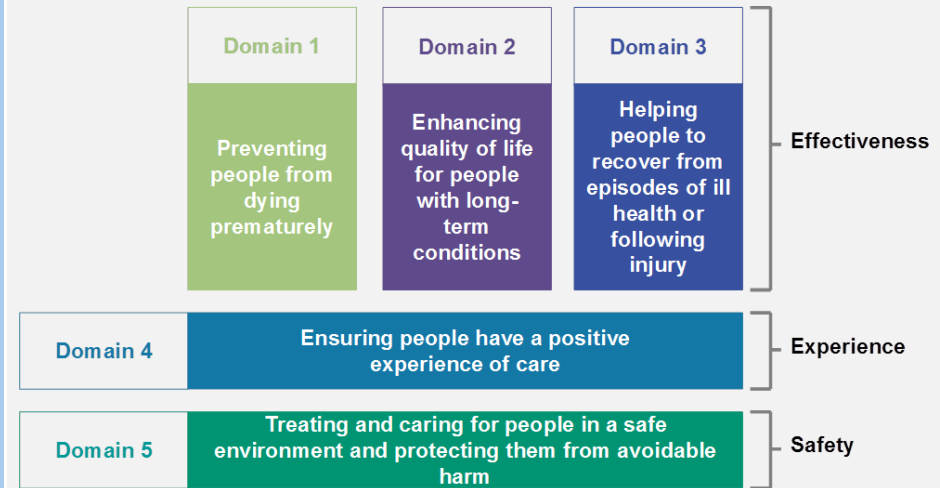 Domain 1
Domain 2
Domain 3
Preventing
people from
dying
prematurely
Enhancing
quality of life
for people
with long-
term
conditions
Helping
people to
recover from
episodes of ill
health or
following
injury
Effectiveness
Domain 4
Ensuring people have a positive
experience of care
Experience
Domain 5
Treating and caring for people in a safe
environment and protecting them from avoidable
harm
Safety